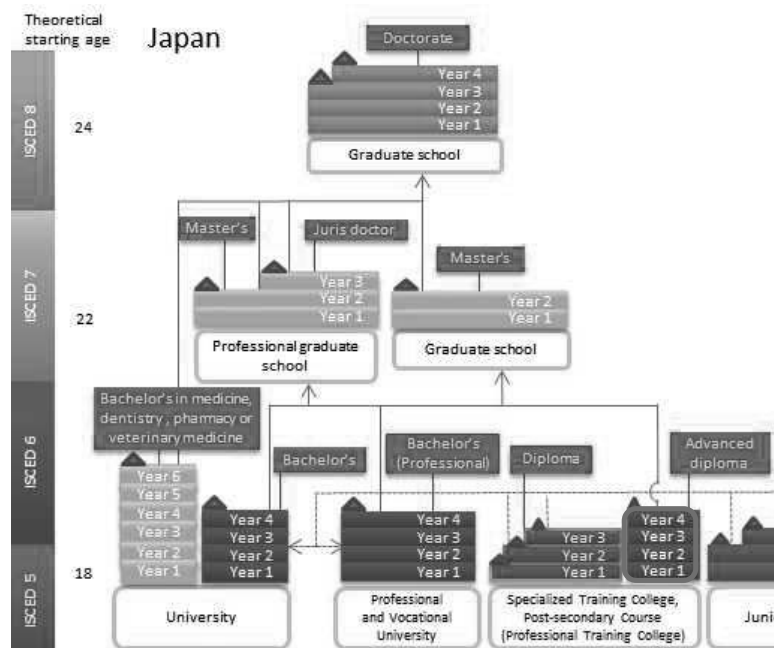 Theoretical
starting age
Japan
Doctorate
ISCED 8
24
Year 4
Year 3
Year 2
Year 1
Graduate school
Master's
Juris doctor
Master's
ISCED 7
22
Year 3
Year 2
Year 1
Year 2
Year 1
Professional graduate
school
Graduate school
ISCED 6
Bachelor's in medicine,
dentistry, pharmacy or
veterinary medicine
Bachelor's
Bachelor's
(Professional)
Diploma
Advanced
diploma
Year 6
Year 5
Year 4
Year 3
Year 2
Year 1
Year 4
Year 3
Year 2
Year 1
Year 4
Year 3
Year 2
Year 1
Year 3
Year 2
Year 1
Year 4
Year 3
Year 2
Year 1
ISCED 5
18
University
Professional
and Vocational
University
Specialized Training College,
Post-secondary Course
(Professional Training College)
Juni